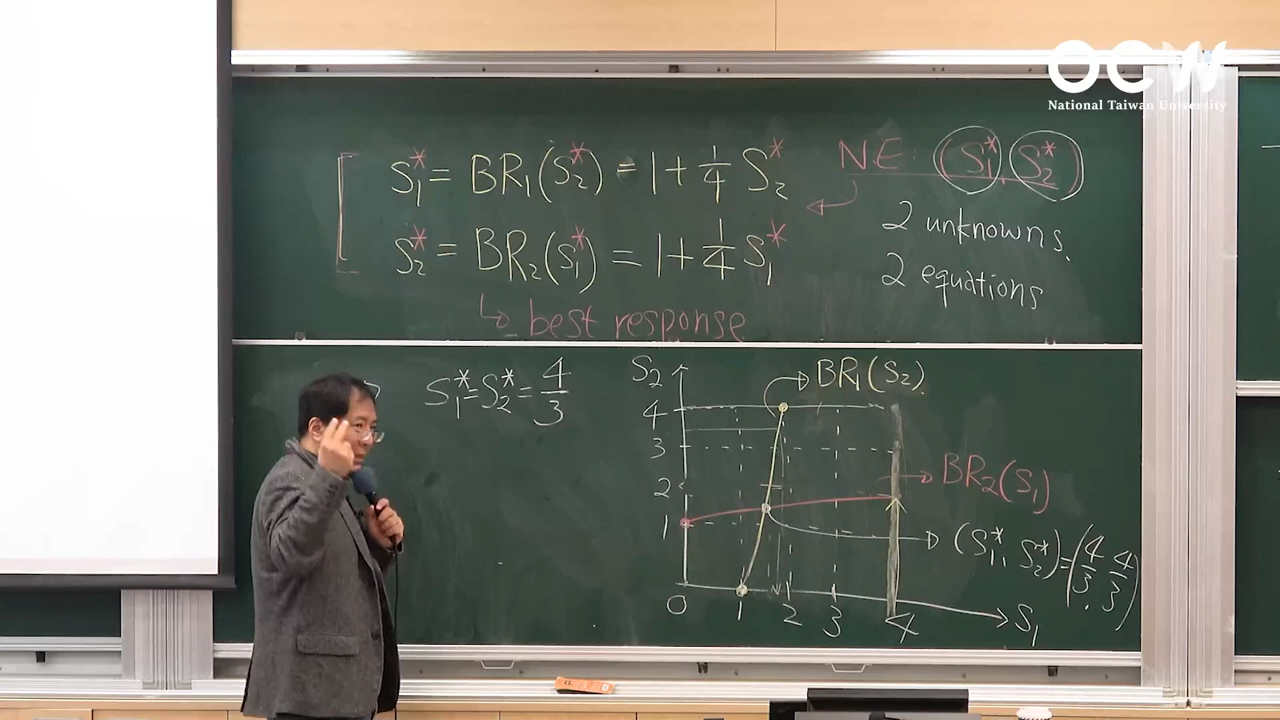 OCW
National Taiwan University
S₁* = BR₁(S₂*) = 1 + 1/4 S₂*
N.E: (S₁*, S₂*)
S₂* = BR₂(S₁*) = 1 + 1/4 S₁*
2 unknowns.
2 equations
↳ best response
S₁* = S₂* = 4/3
S₂
BR₁(S₂)
4
3
2
1
0
BR₂(S₁)
(S₁*, S₂*) = (4/3, 4/3)
1 2 3 4
S₁